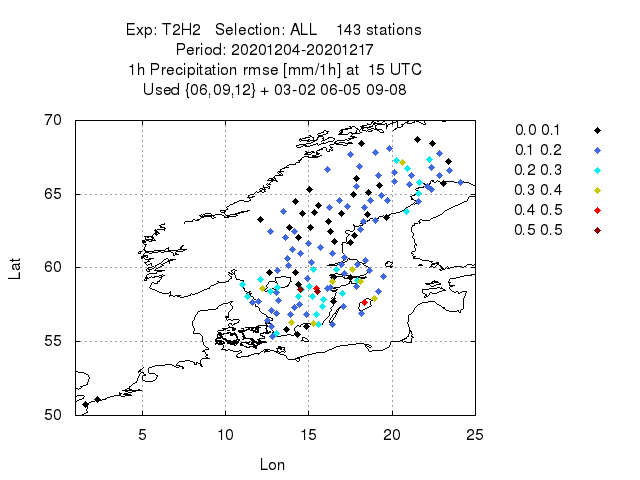 Exp: T2H2 Selection: ALL 143 stations
Period: 20201204-20201217
1h Precipitation rmse [mm/1h] at 15 UTC
Used {06,09,12} + 03-02 06-05 09-08
70
65
60
55
50
Lat
5
10
15
20
25
Lon
0.0 0.1
0.1 0.2
0.2 0.3
0.3 0.4
0.4 0.5
0.5 0.5